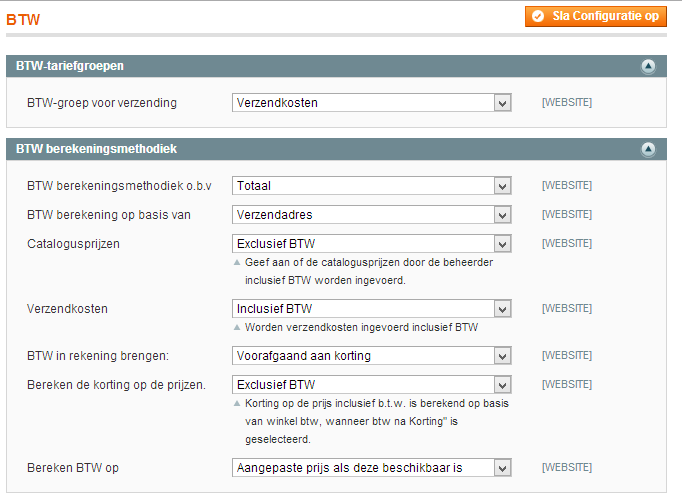 BTW
Sla Configuratie op
BTW-tariefgroepen
BTW-groep voor verzending
Verzendkosten
[WEBSITE]
BTW berekeningsmethodiek
BTW berekeningsmethodiek o.b.v
Totaal
[WEBSITE]
BTW berekening op basis van
Verzendadres
[WEBSITE]
Catalogusprijzen
Exclusief BTW
[WEBSITE]
Geef aan of de catalogusprijzen door de beheerder
inclusief BTW worden ingevoerd.
Verzendkosten
Inclusief BTW
[WEBSITE]
Worden verzendkosten ingevoerd inclusief BTW
BTW in rekening brengen:
Voorafgaand aan korting
[WEBSITE]
Bereken de korting op de prijzen.
Exclusief BTW
[WEBSITE]
Korting op de prijs inclusief b.t.w. is berekend op basis
van winkel btw, wanneer btw na Korting" is
geselecteerd.
Bereken BTW op
Aangepaste prijs als deze beschikbaar is
[WEBSITE]